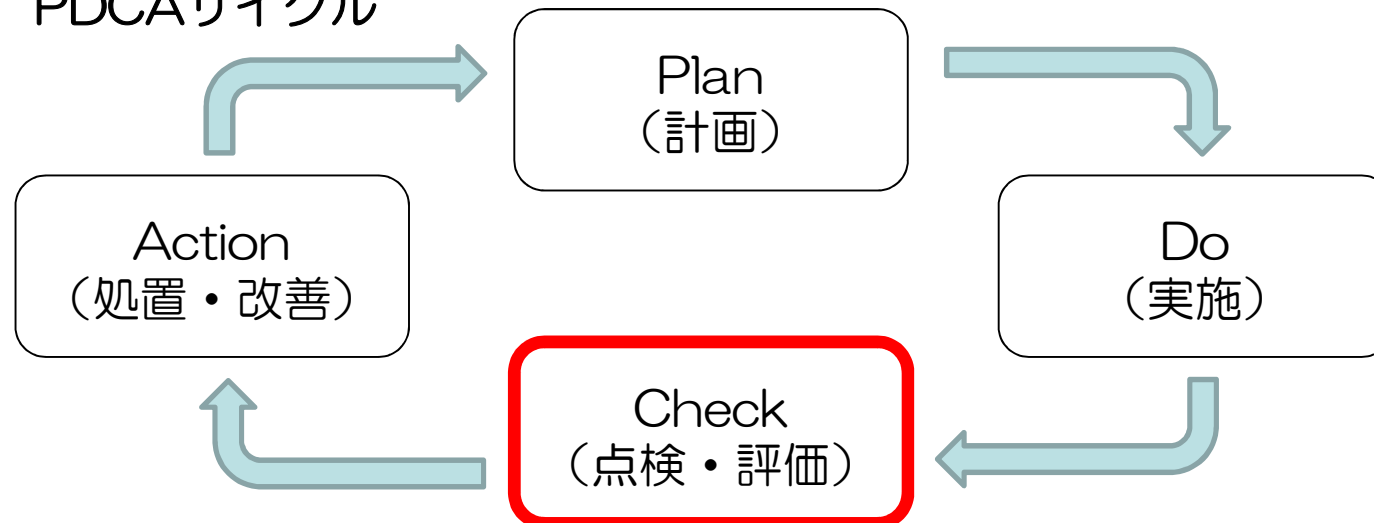 PDCAサイクル
Plan
（計画）
Do
（実施）
Check
（点検・評価）
Action
（処置・改善）